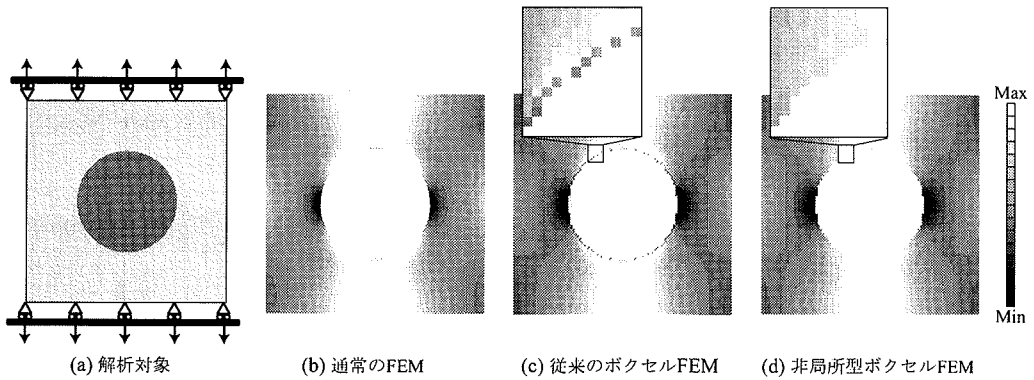 Max
Min
(a) 解析対象
(b) 通常のFEM
(c) 従来のボクセルFEM
(d) 非局所型ボクセルFEM